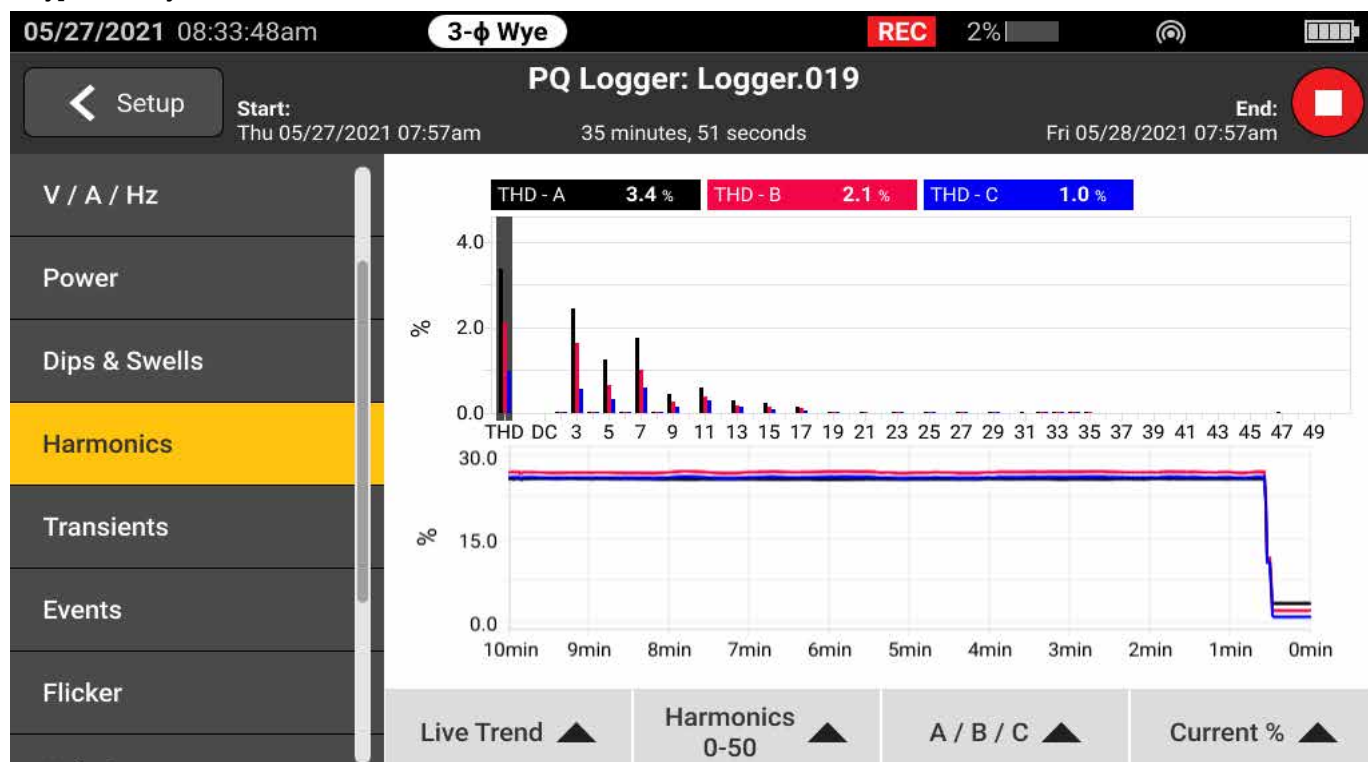 05/27/2021 08:33:48am 3-ϕ Wye REC 2%
PQ Logger: Logger.019
Setup
Start:
Thu 05/27/2021 07:57am
35 minutes, 51 seconds
End:
Fri 05/28/2021 07:57am
V / A / Hz
Power
Dips & Swells
Harmonics
Transients
Events
Flicker
THD - A 3.4 % THD - B 2.1 % THD - C 1.0 %
4.0
%
2.0
0.0
THD DC 3 5 7 9 11 13 15 17 19 21 23 25 27 29 31 33 35 37 39 41 43 45 47 49
30.0
%
15.0
0.0
10min 9min 8min 7min 6min 5min 4min 3min 2min 1min 0min
Live Trend
Harmonics
0-50
A / B / C
Current %